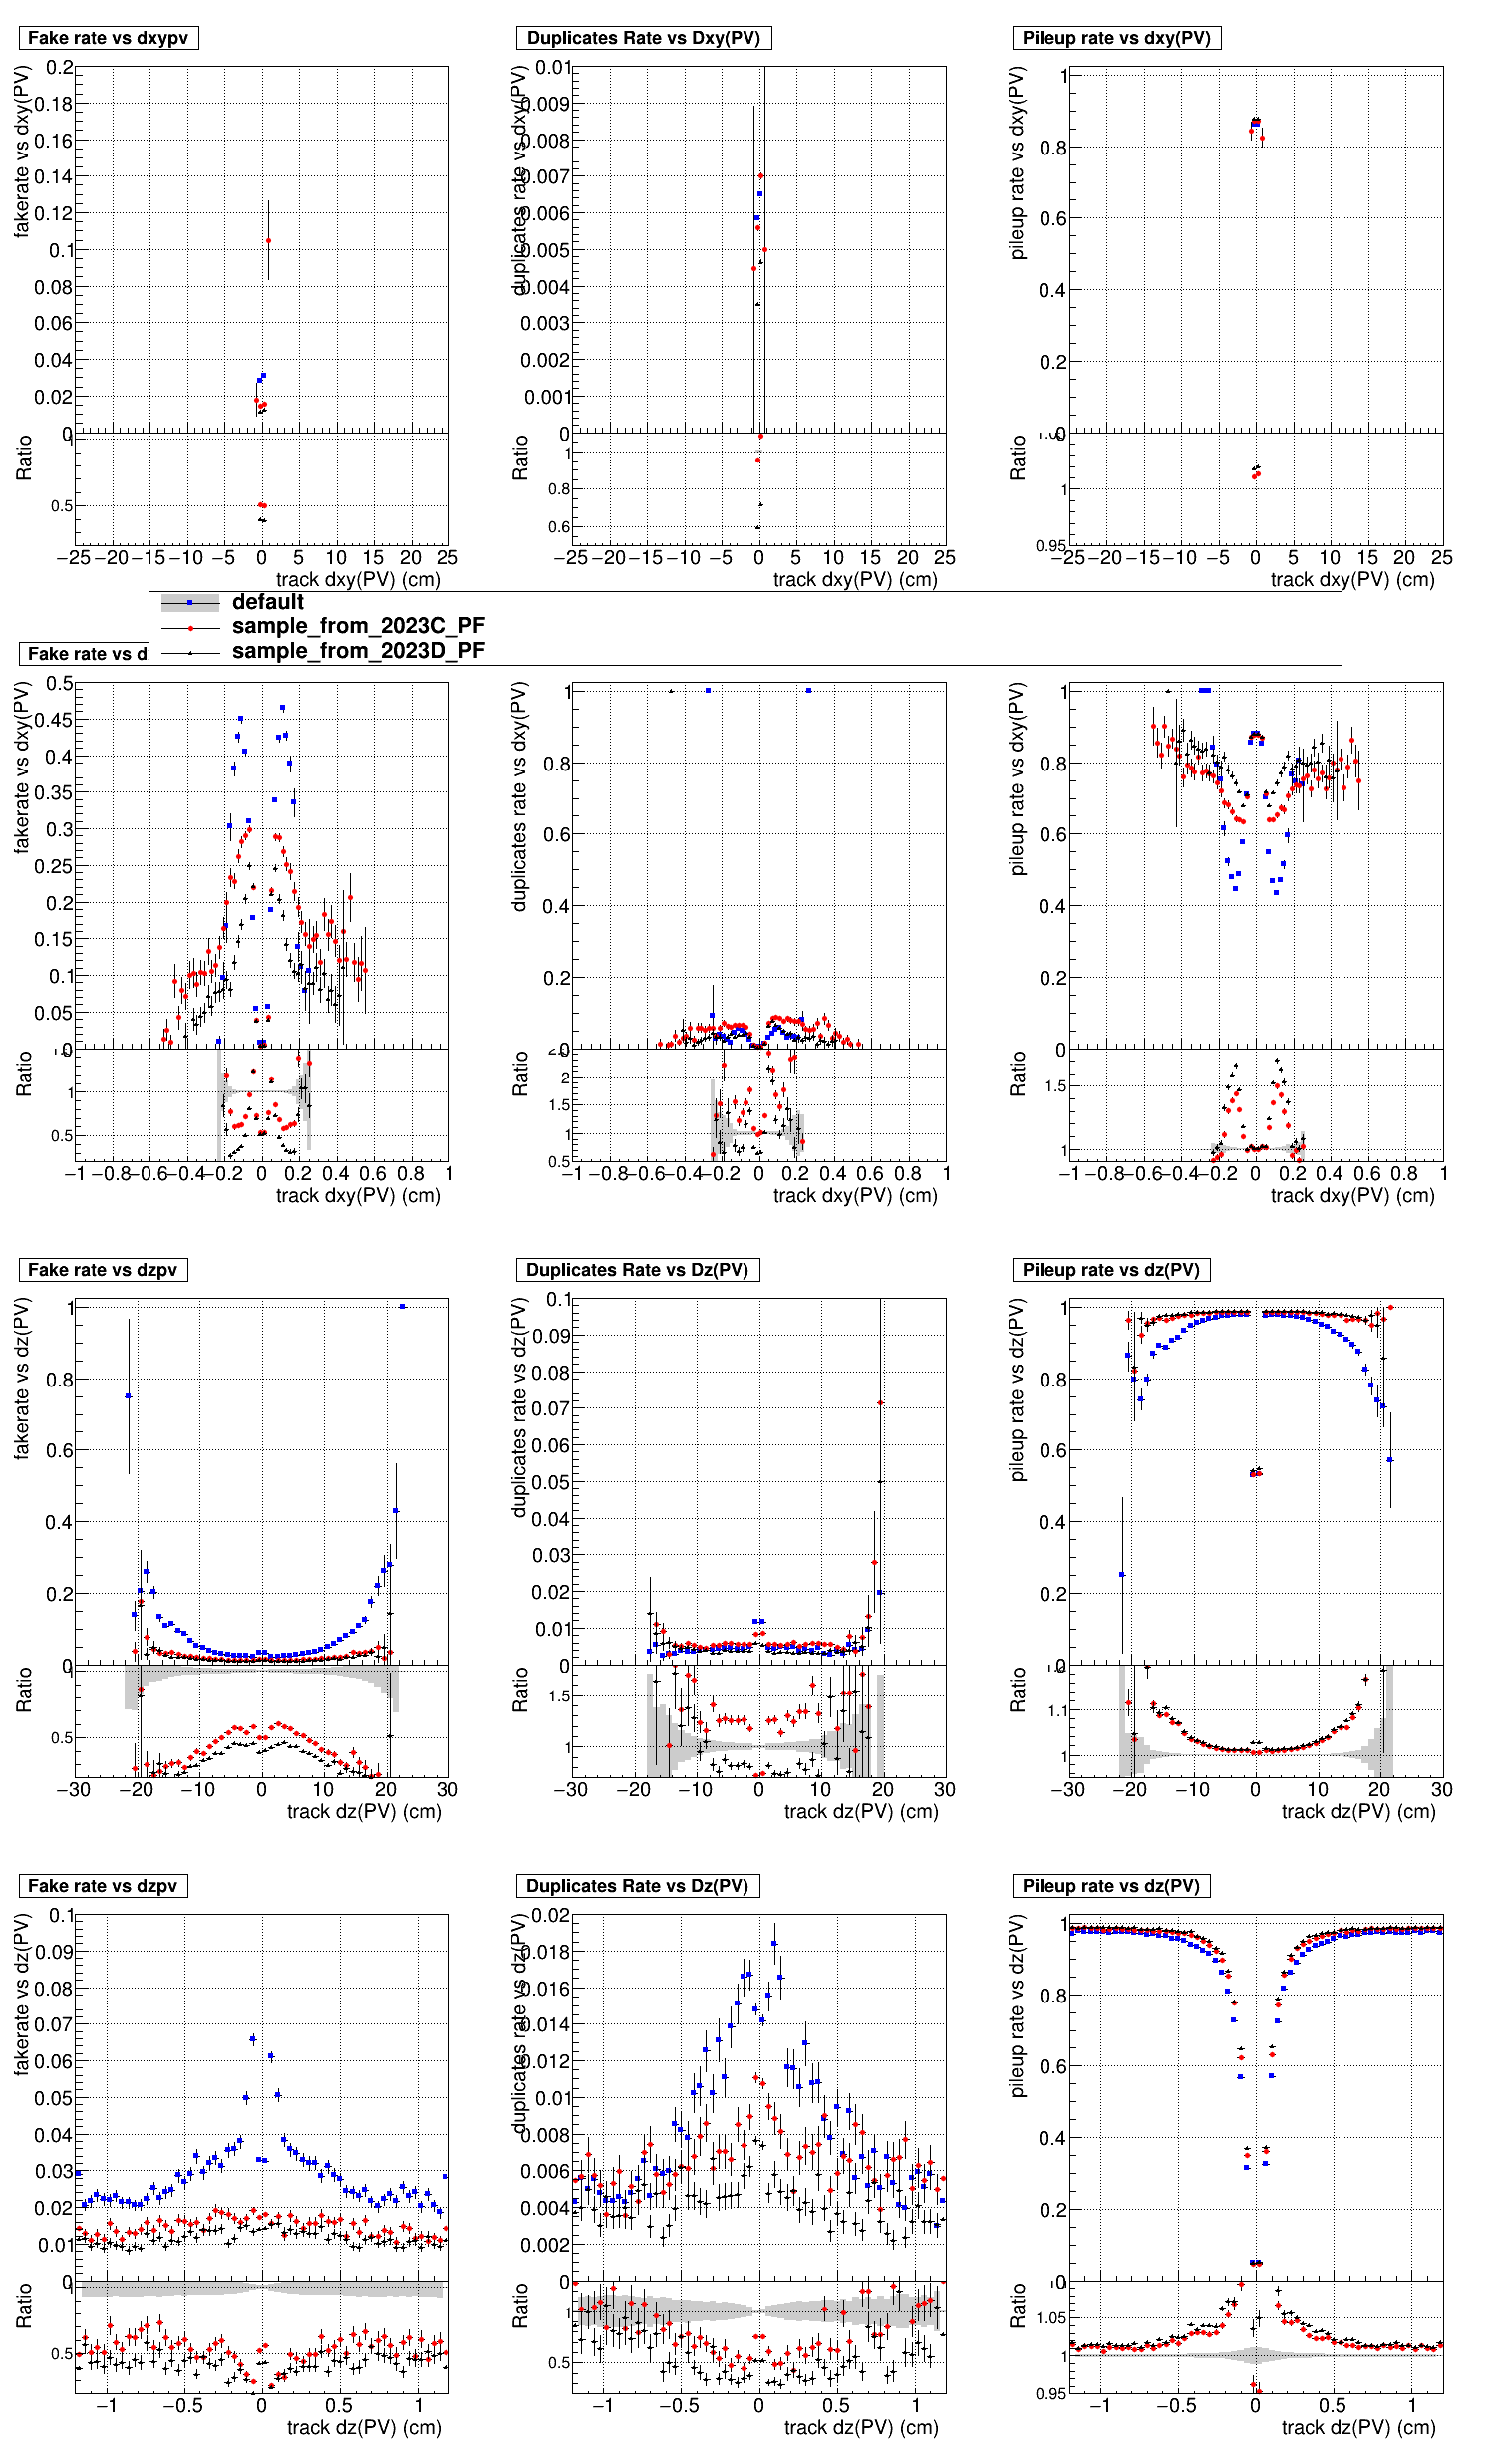 Fake rate vs dxypv
Duplicates Rate vs Dxy(PV)
Pileup rate vs dxy(PV)
fakerate vs dxy(PV)
0.2
0.18
0.16
0.14
0.12
0.1
0.08
0.06
0.04
0.02
0
Ratio
1
0.5
−25 −20 −15 −10 −5 0 5 10 15 20 25
track dxy(PV) (cm)
duplicates rate vs dxy(PV)
0.01
0.009
0.008
0.007
0.006
0.005
0.004
0.003
0.002
0.001
0
Ratio
1
0.8
0.6
−25 −20 −15 −10 −5 0 5 10 15 20 25
track dxy(PV) (cm)
pileup rate vs dxy(PV)
1
0.8
0.6
0.4
0.2
0
Ratio
1
0.95
−25 −20 −15 −10 −5 0 5 10 15 20 25
track dxy(PV) (cm)
default
sample_from_2023C_PF
sample_from_2023D_PF
Fake rate vs d
fakerate vs dxy(PV)
0.5
0.45
0.4
0.35
0.3
0.25
0.2
0.15
0.1
0.05
0
Ratio
1
0.5
−1 −0.8 −0.6 −0.4 −0.2 0 0.2 0.4 0.6 0.8 1
track dxy(PV) (cm)
duplicates rate vs dxy(PV)
1
0.8
0.6
0.4
0.2
0
Ratio
2
1.5
1
0.5
−1 −0.8 −0.6 −0.4 −0.2 0 0.2 0.4 0.6 0.8 1
track dxy(PV) (cm)
pileup rate vs dxy(PV)
1
0.8
0.6
0.4
0.2
0
Ratio
1.5
1
−1 −0.8 −0.6 −0.4 −0.2 0 0.2 0.4 0.6 0.8 1
track dxy(PV) (cm)
Fake rate vs dzpv
Duplicates Rate vs Dz(PV)
Pileup rate vs dz(PV)
fakerate vs dz(PV)
1
0.8
0.6
0.4
0.2
0
Ratio
1
0.5
−30 −20 −10 0 10 20 30
track dz(PV) (cm)
duplicates rate vs dz(PV)
0.1
0.09
0.08
0.07
0.06
0.05
0.04
0.03
0.02
0.01
0
Ratio
1.5
1
−30 −20 −10 0 10 20 30
track dz(PV) (cm)
pileup rate vs dz(PV)
1
0.8
0.6
0.4
0.2
0
Ratio
1.1
1
−30 −20 −10 0 10 20 30
track dz(PV) (cm)
Fake rate vs dzpv
Duplicates Rate vs Dz(PV)
Pileup rate vs dz(PV)
fakerate vs dz(PV)
0.1
0.09
0.08
0.07
0.06
0.05
0.04
0.03
0.02
0.01
0
Ratio
1
0.5
−1 −0.5 0 0.5 1
track dz(PV) (cm)
duplicates rate vs dz(PV)
0.02
0.018
0.016
0.014
0.012
0.01
0.008
0.006
0.004
0.002
0
Ratio
1
0.5
−1 −0.5 0 0.5 1
track dz(PV) (cm)
pileup rate vs dz(PV)
1
0.8
0.6
0.4
0.2
0
Ratio
1.05
1
0.95
−1 −0.5 0 0.5 1
track dz(PV) (cm)